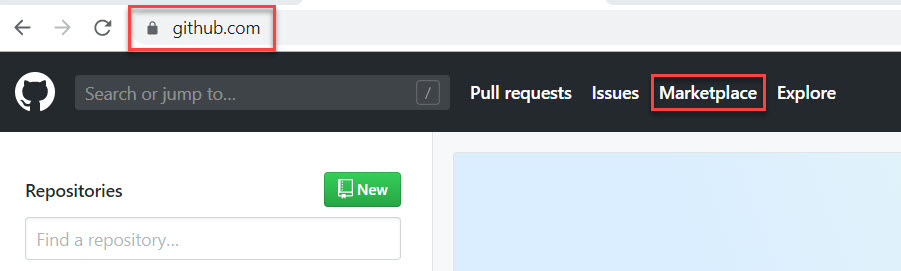 github.com
Search or jump to... /
Pull requests Issues Marketplace Explore
Repositories
New
Find a repository...